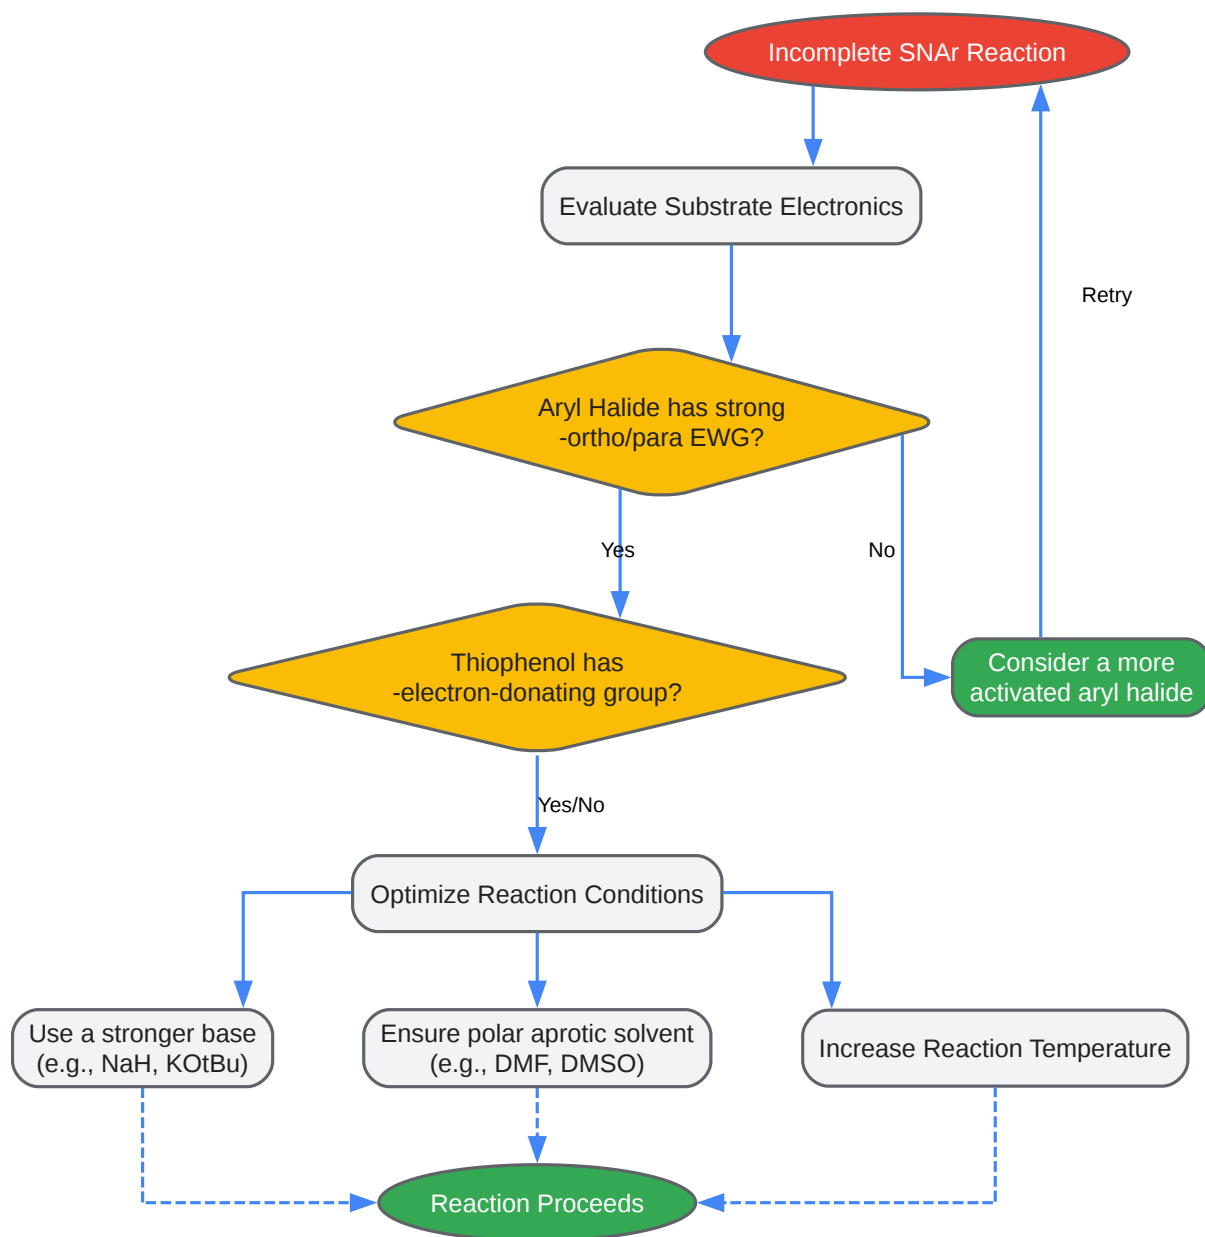 Incomplete SNAr Reaction
Evaluate Substrate Electronics
Retry
Aryl Halide has strong
-ortho/para EWG?
Yes
No
Thiophenol has
-electron-donating group?
Consider a more
activated aryl halide
Yes/No
Optimize Reaction Conditions
Use a stronger base
(e.g., NaH, KOtBu)
Ensure polar aprotic solvent
(e.g., DMF, DMSO)
Increase Reaction Temperature
Reaction Proceeds